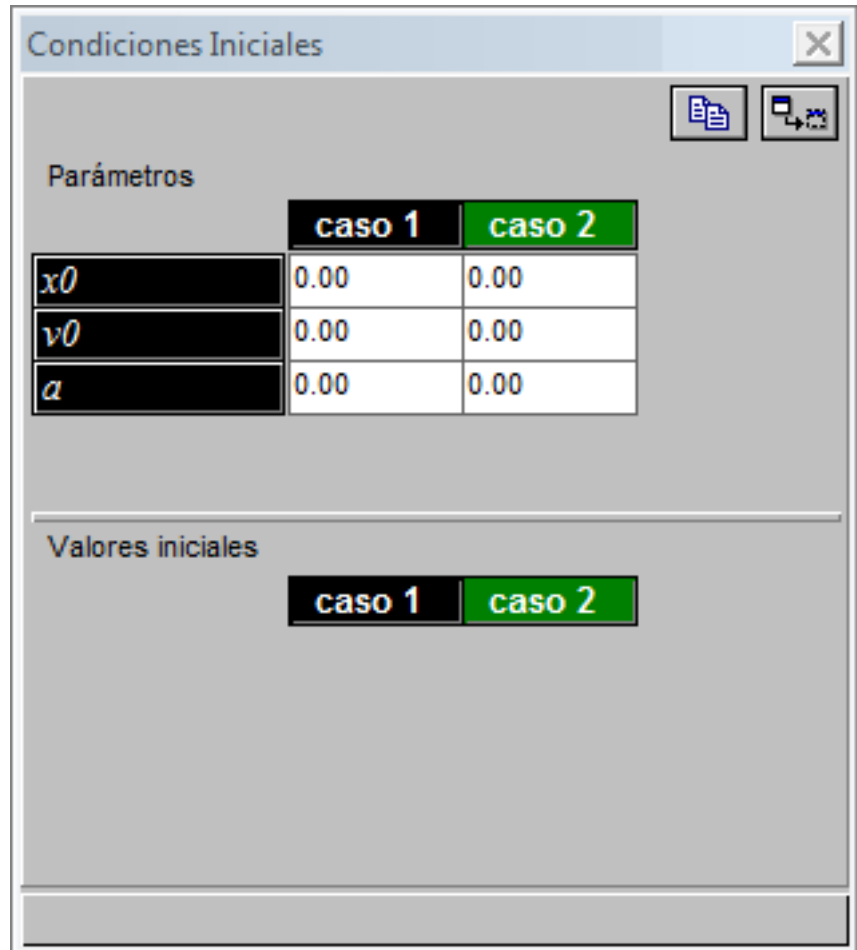 Condiciones Iniciales
Parámetros
caso 1 caso 2
x0 0.00 0.00
v0 0.00 0.00
a 0.00 0.00
Valores iniciales
caso 1 caso 2